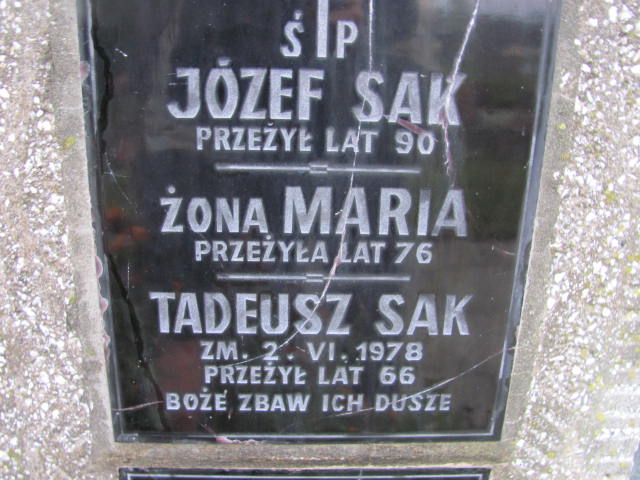 Ś P
JÓZEF SAK
PRZEŻYŁ LAT 90
ŻONA MARIA
PRZEŻYŁA LAT 76
TADEUSZ SAK
ZM. 2. VI. 1978
PRZEŻYŁ LAT 66
BOŻE ZBAW ICH DUSZE